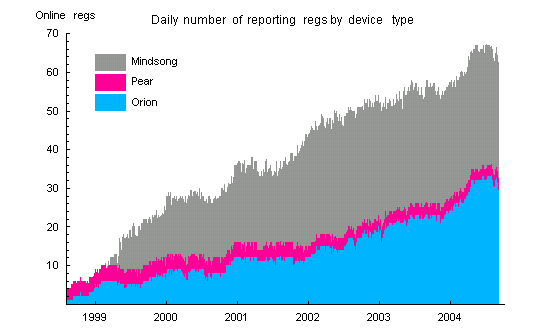 Online regs
Daily number of reporting regs by device type
70
60
50
40
30
20
10
Mindsong
Pear
Orion
1999 2000 2001 2002 2003 2004